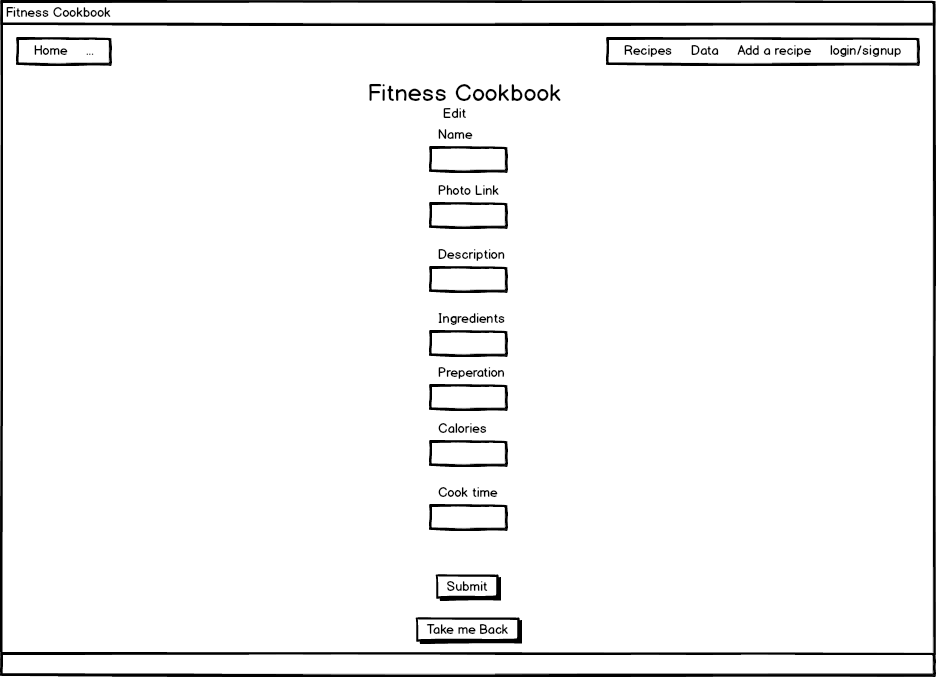 Fitness Cookbook
Home ... Recipes Data Add a recipe login/signup
Fitness Cookbook
Edit
Name
Photo Link
Description
Ingredients
Preperation
Calories
Cook time
Submit
Take me Back